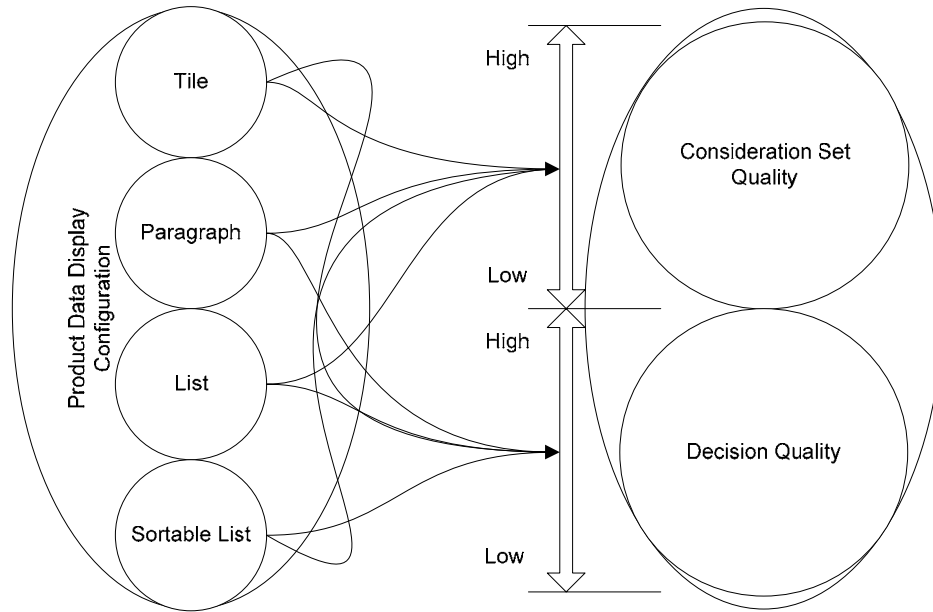 Product Data Display
Configuration
Tile
Paragraph
List
Sortable List
High
Low
High
Low
Consideration Set
Quality
Decision Quality